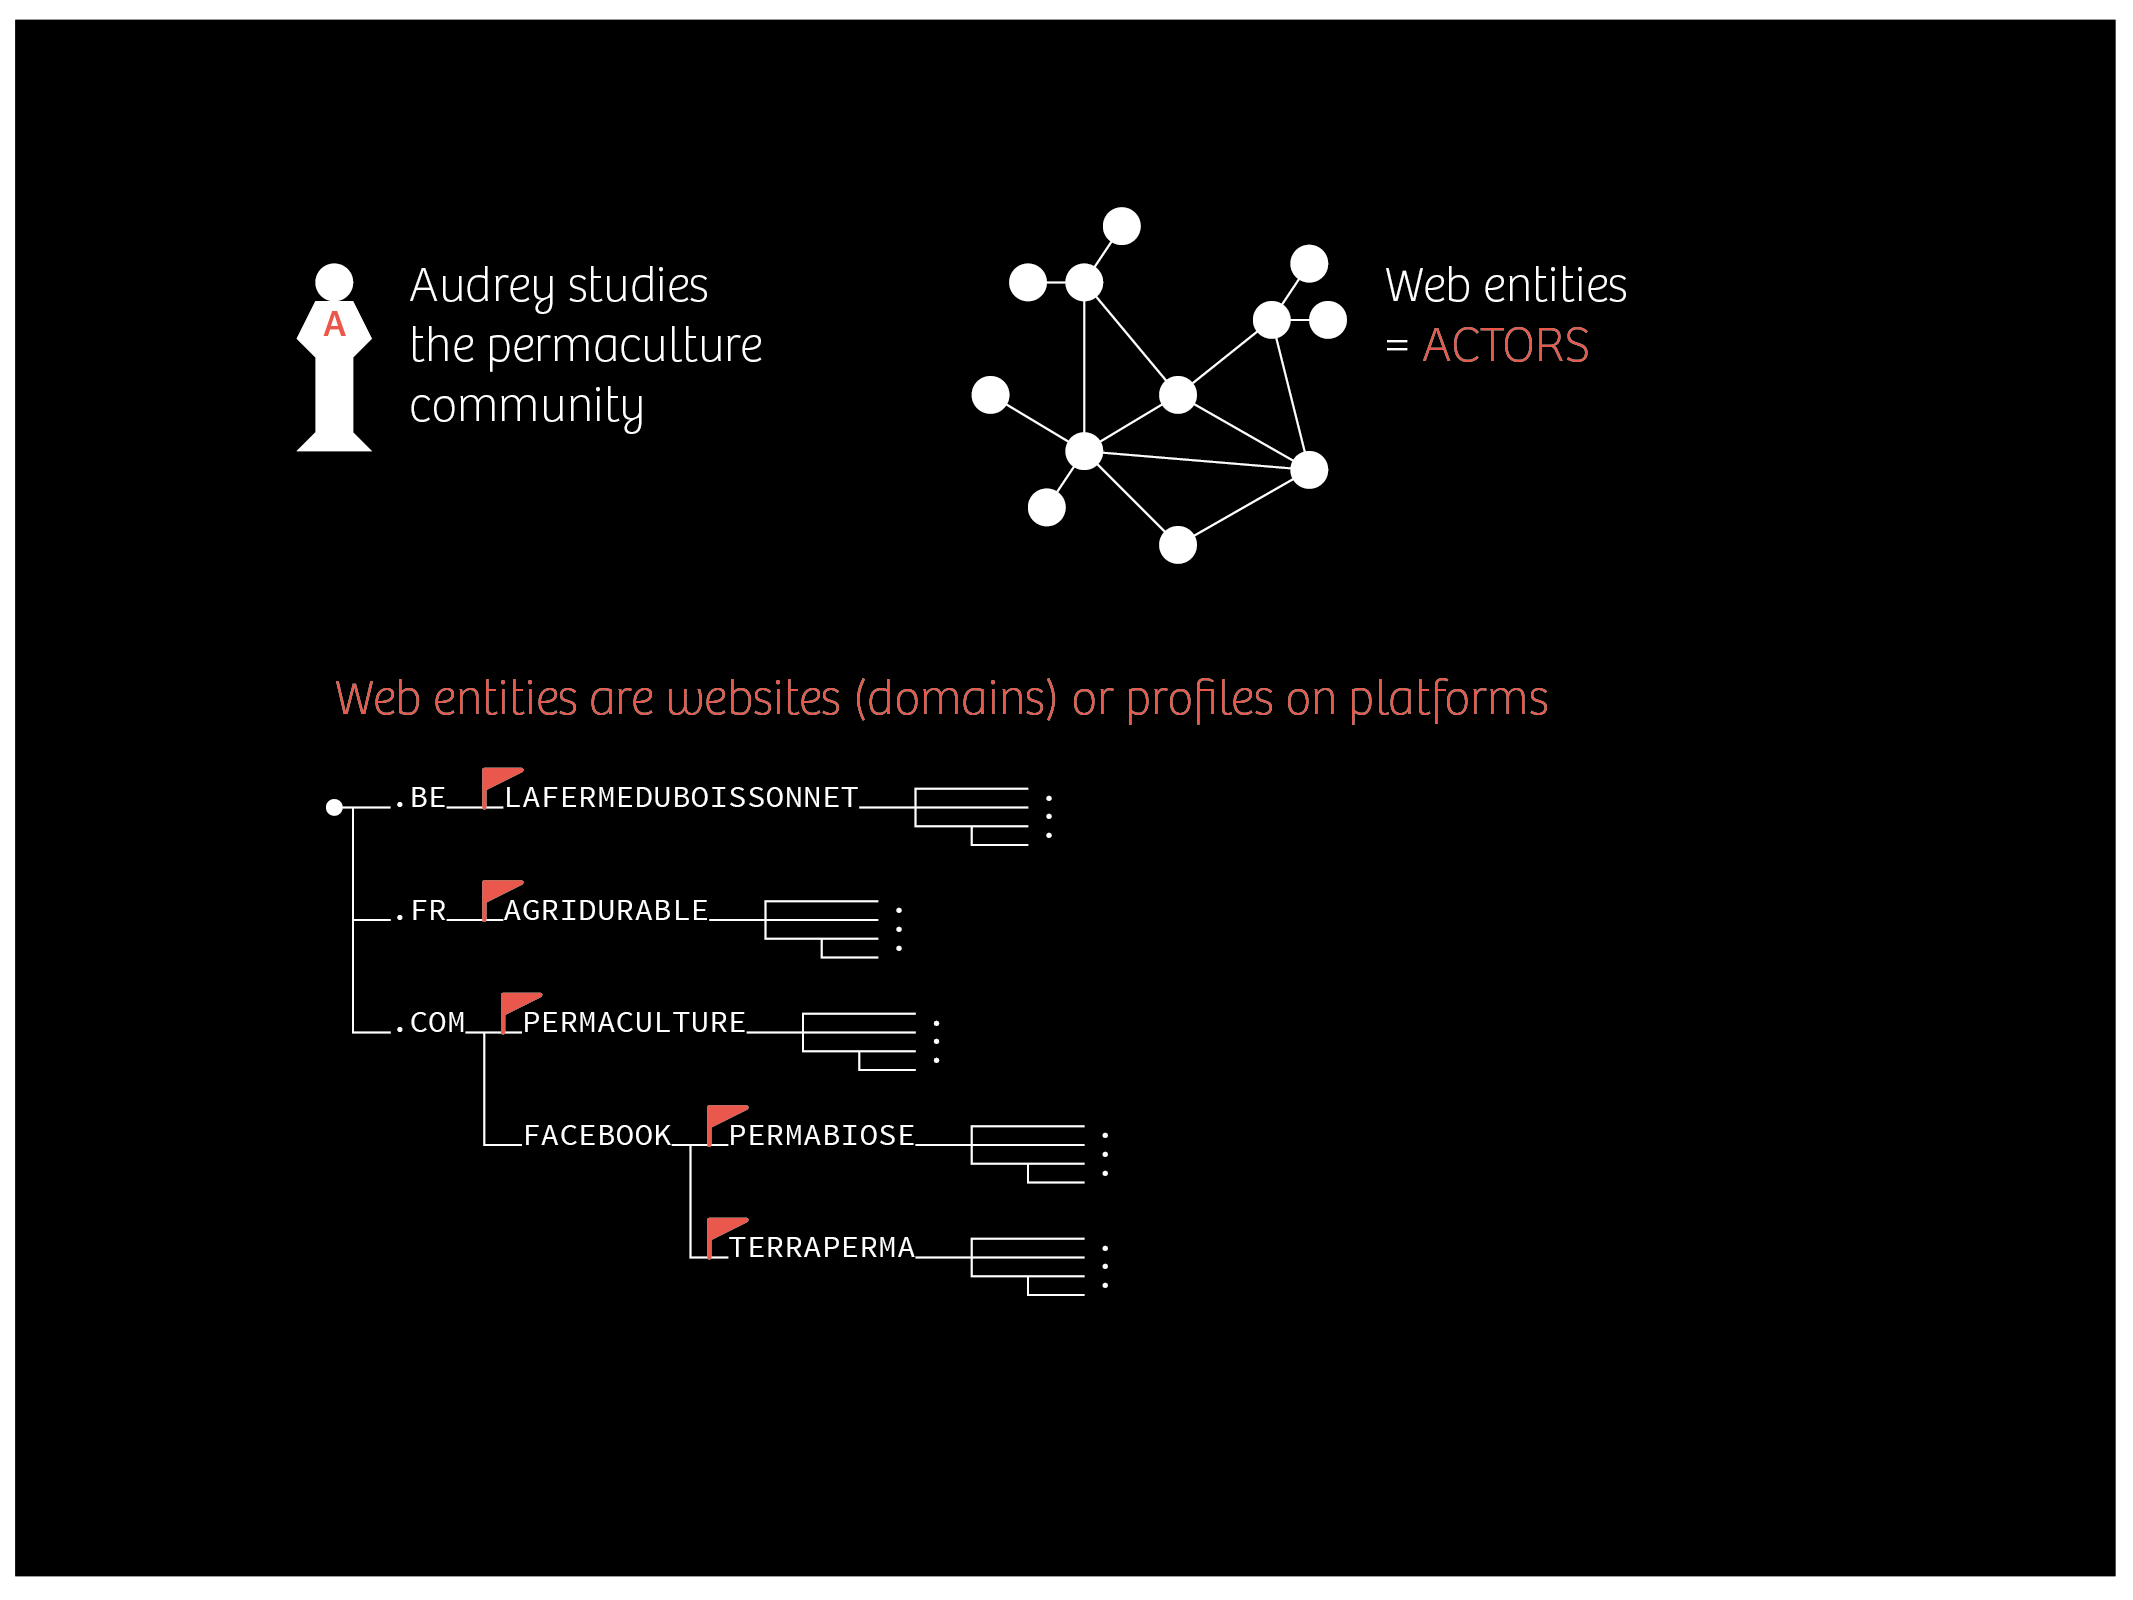 A
Audrey studies
the permaculture
community
Web entities
= ACTORS
Web entities are websites (domains) or profiles on platforms
.BE LAFERMEDUBOISSONNET
.FR AGRIDURABLE
.COM PERMACULTURE
FACEBOOK PERMABIOSE
TERRAPERMA